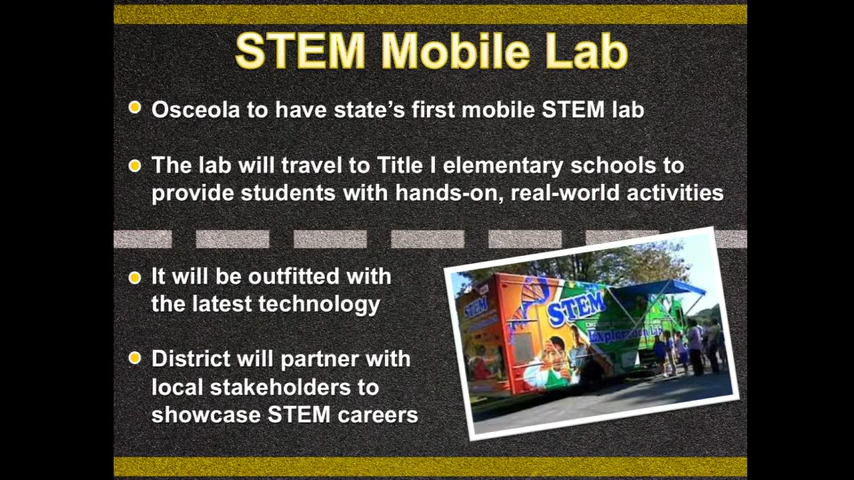 STEM Mobile Lab
Osceola to have state's first mobile STEM lab
The lab will travel to Title I elementary schools to
provide students with hands-on, real-world activities
It will be outfitted with
the latest technology
District will partner with
local stakeholders to
showcase STEM careers
STEM
STEM
Exploration Lab